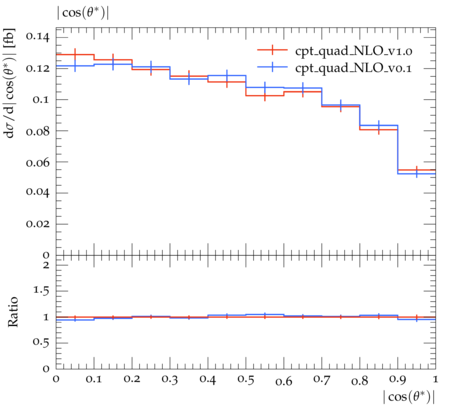 |cos(θ*)|
dσ/d|cos(θ*)| [fb]
cpt_quad_NLO_v1.0
cpt_quad_NLO_v0.1
0.14
0.12
0.1
0.08
0.06
0.04
0.02
0
Ratio
2
1.5
1
0.5
0
0 0.1 0.2 0.3 0.4 0.5 0.6 0.7 0.8 0.9 1
|cos(θ*)|